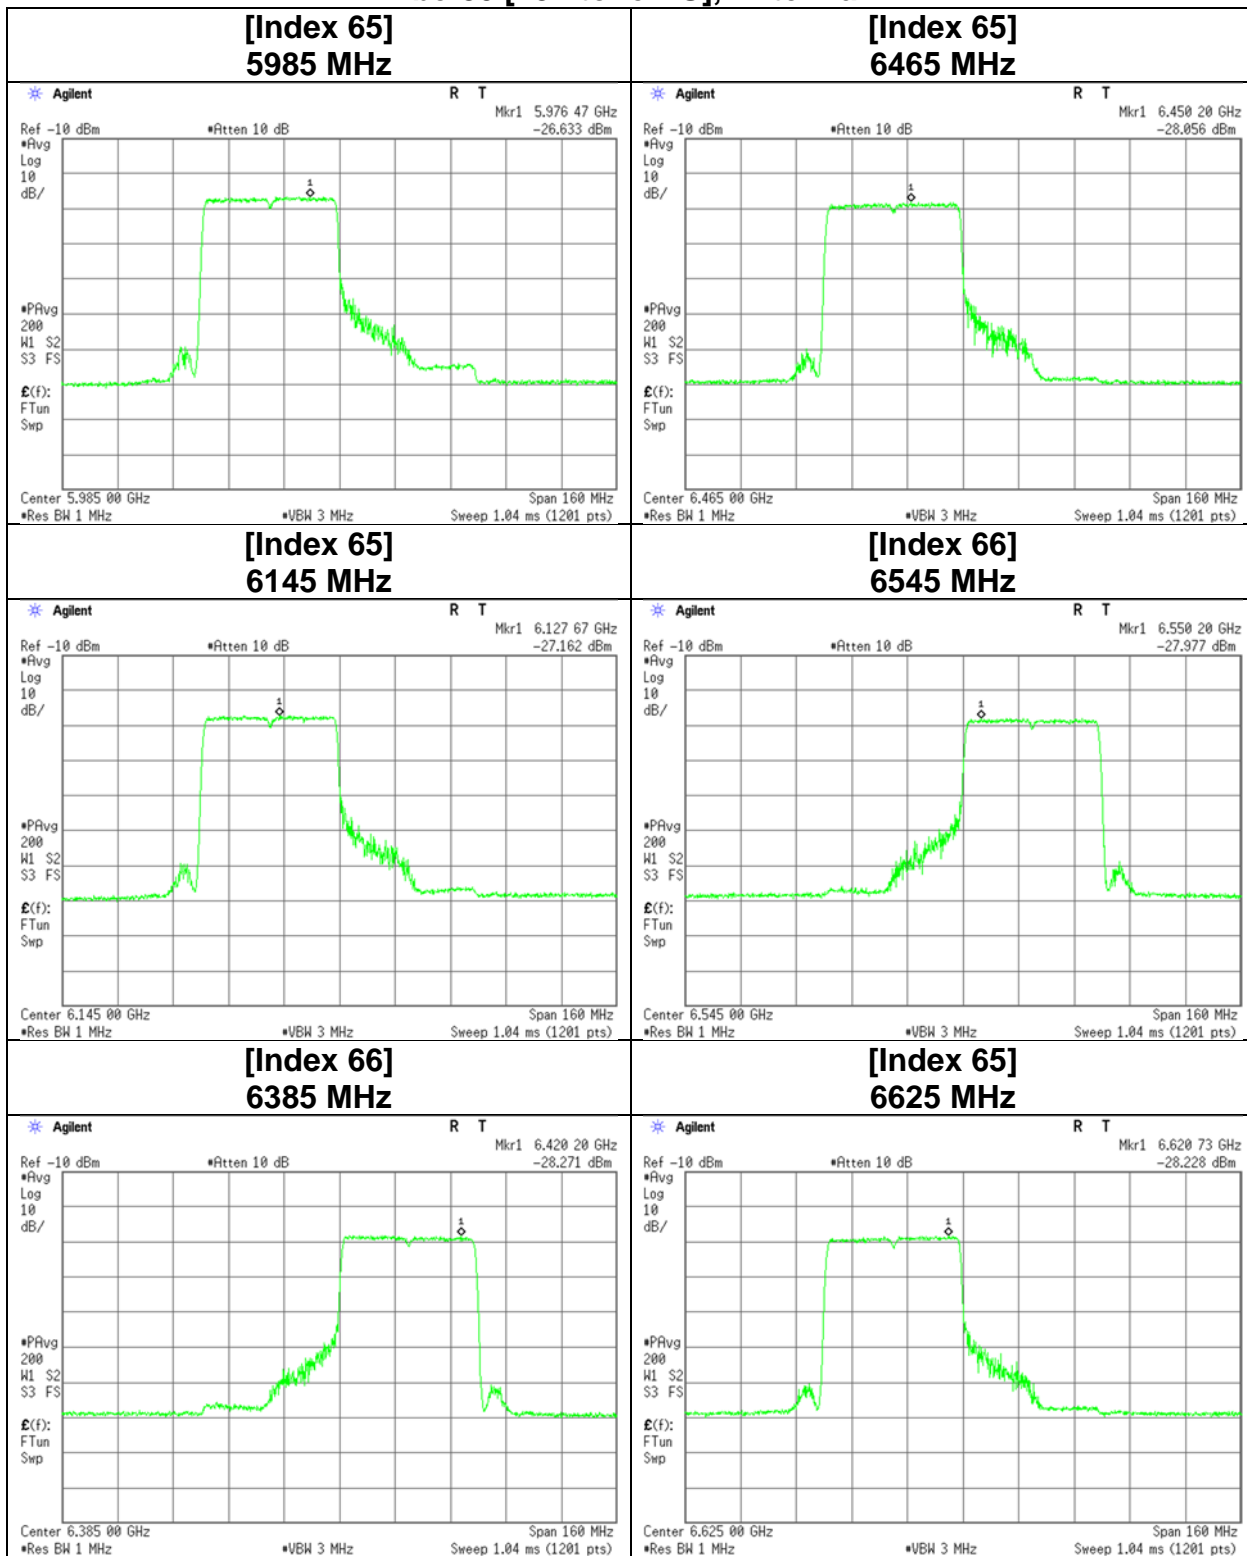 [Index 65]
5985 MHz
Agilent
R T
Mkr1 5.976 47 GHz
Ref -10 dBm
#Atten 10 dB
-26.633 dBm
#Avg
Log
10
dB/
1
#PAvg
200
W1 S2
S3 FS
£(f):
FTun
Swp
Center 5.985 00 GHz
Span 160 MHz
#Res BW 1 MHz
#VBW 3 MHz
Sweep 1.04 ms (1201 pts)
[Index 65]
6465 MHz
Agilent
R T
Mkr1 6.450 20 GHz
Ref -10 dBm
#Atten 10 dB
-28.056 dBm
#Avg
Log
10
dB/
1
#PAvg
200
W1 S2
S3 FS
£(f):
FTun
Swp
Center 6.465 00 GHz
Span 160 MHz
#Res BW 1 MHz
#VBW 3 MHz
Sweep 1.04 ms (1201 pts)
[Index 65]
6145 MHz
Agilent
R T
Mkr1 6.127 67 GHz
Ref -10 dBm
#Atten 10 dB
-27.162 dBm
#Avg
Log
10
dB/
1
#PAvg
200
W1 S2
S3 FS
£(f):
FTun
Swp
Center 6.145 00 GHz
Span 160 MHz
#Res BW 1 MHz
#VBW 3 MHz
Sweep 1.04 ms (1201 pts)
[Index 66]
6545 MHz
Agilent
R T
Mkr1 6.550 20 GHz
Ref -10 dBm
#Atten 10 dB
-27.977 dBm
#Avg
Log
10
dB/
1
#PAvg
200
W1 S2
S3 FS
£(f):
FTun
Swp
Center 6.545 00 GHz
Span 160 MHz
#Res BW 1 MHz
#VBW 3 MHz
Sweep 1.04 ms (1201 pts)
[Index 66]
6385 MHz
Agilent
R T
Mkr1 6.420 20 GHz
Ref -10 dBm
#Atten 10 dB
-28.271 dBm
#Avg
Log
10
dB/
1
#PAvg
200
W1 S2
S3 FS
£(f):
FTun
Swp
Center 6.385 00 GHz
Span 160 MHz
#Res BW 1 MHz
#VBW 3 MHz
Sweep 1.04 ms (1201 pts)
[Index 65]
6625 MHz
Agilent
R T
Mkr1 6.620 73 GHz
Ref -10 dBm
#Atten 10 dB
-28.228 dBm
#Avg
Log
10
dB/
1
#PAvg
200
W1 S2
S3 FS
£(f):
FTun
Swp
Center 6.625 00 GHz
Span 160 MHz
#Res BW 1 MHz
#VBW 3 MHz
Sweep 1.04 ms (1201 pts)